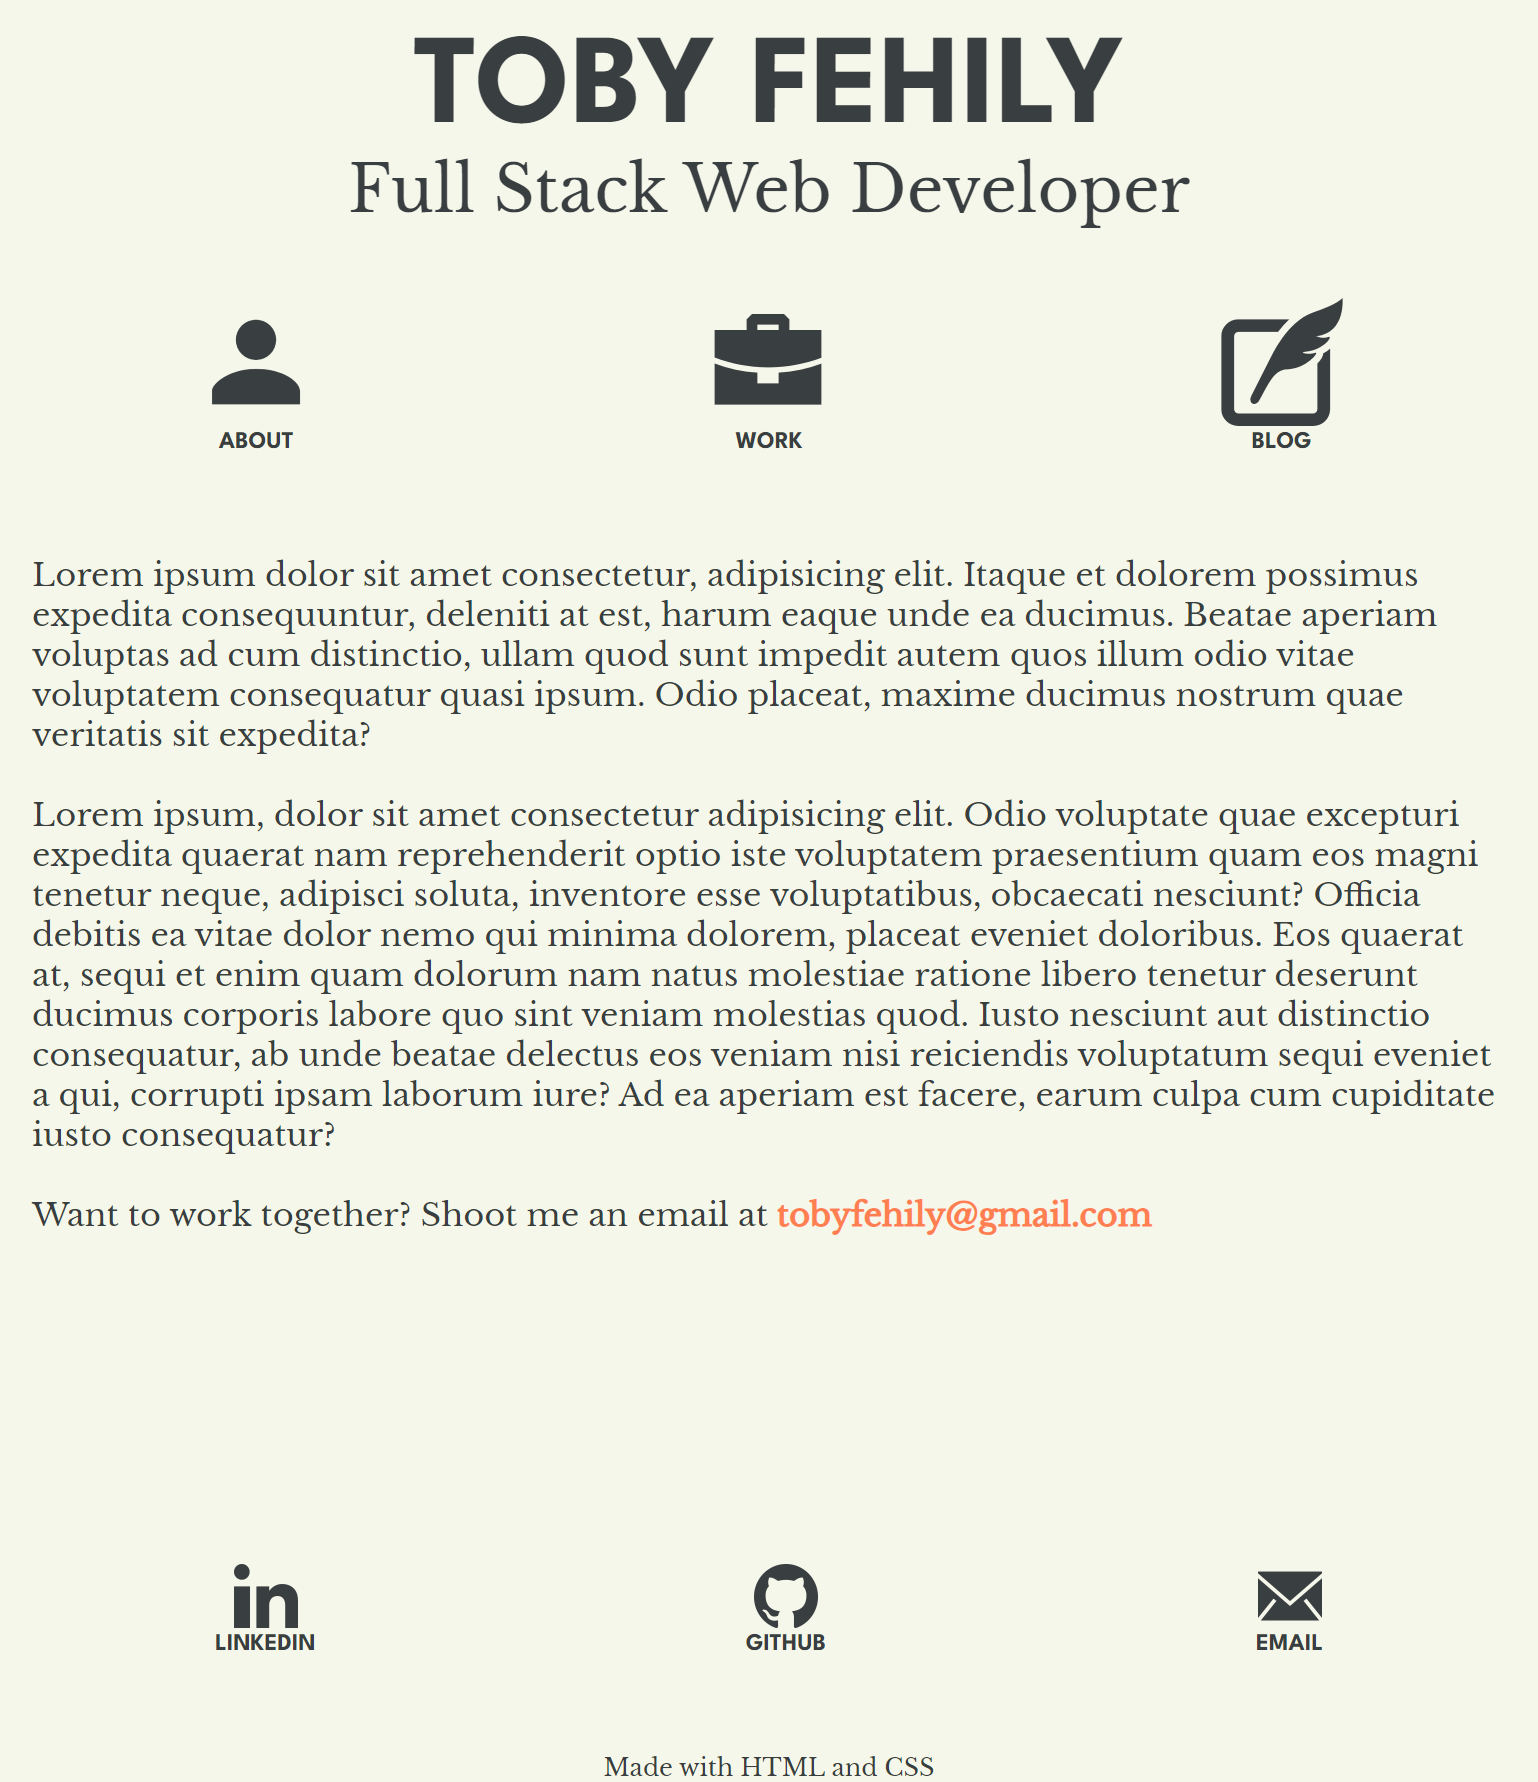 TOBY FEHILY
Full Stack Web Developer
ABOUT
WORK
BLOG
Lorem ipsum dolor sit amet consectetur, adipisicing elit. Itaque et dolorem possimus
expedita consequuntur, deleniti at est, harum eaque unde ea ducimus. Beatae aperiam
voluptas ad cum distinctio, ullam quod sunt impedit autem quos illum odio vitae
voluptatem consequatur quasi ipsum. Odio placeat, maxime ducimus nostrum quae
veritatis sit expedita?
Lorem ipsum, dolor sit amet consectetur adipisicing elit. Odio voluptate quae excepturi
expedita quaerat nam reprehenderit optio iste voluptatem praesentium quam eos magni
tenetur neque, adipisci soluta, inventore esse voluptatibus, obcaecati nesciunt? Officia
debitis ea vitae dolor nemo qui minima dolorem, placeat eveniet doloribus. Eos quaerat
at, sequi et enim quam dolorum nam natus molestiae ratione libero tenetur deserunt
ducimus corporis labore quo sint veniam molestias quod. Iusto nesciunt aut distinctio
consequatur, ab unde beatae delectus eos veniam nisi reiciendis voluptatum sequi eveniet
a qui, corrupti ipsam laborum iure? Ad ea aperiam est facere, earum culpa cum cupiditate
iusto consequatur?
Want to work together? Shoot me an email at tobyfehily@gmail.com
LINKEDIN
GITHUB
EMAIL
Made with HTML and CSS